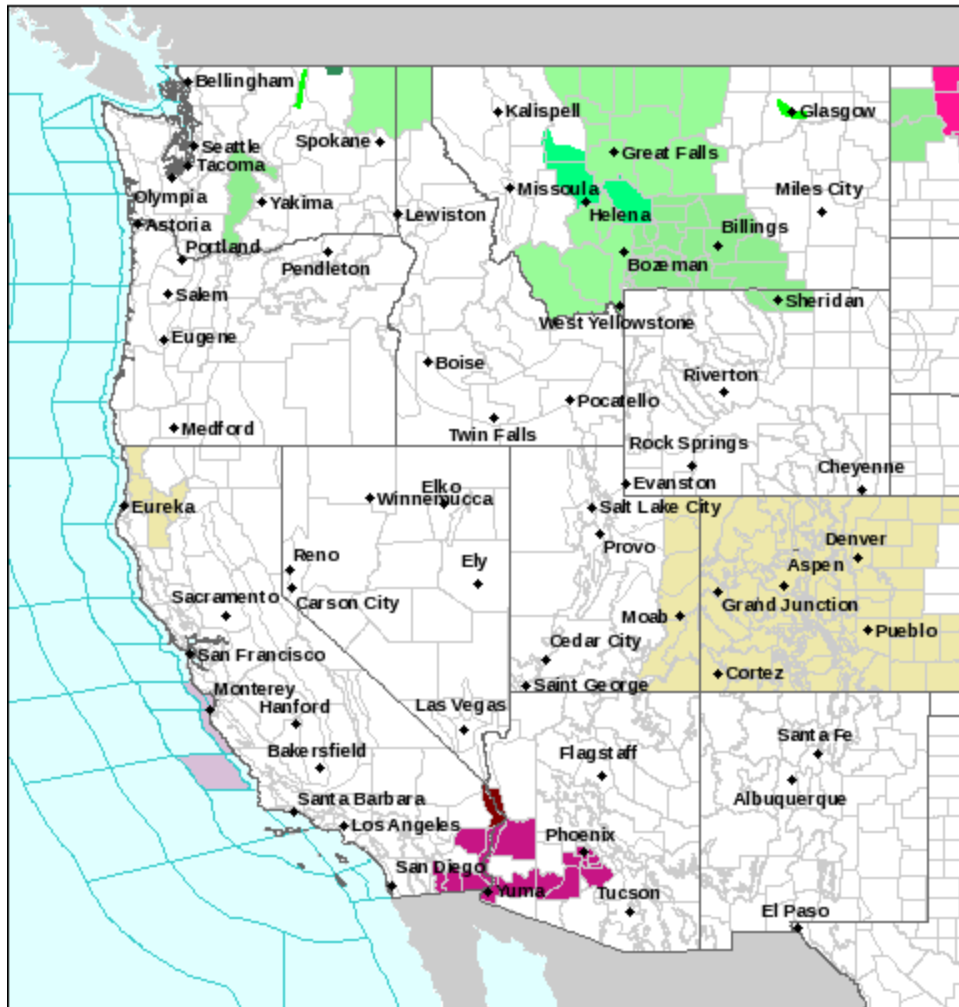 Bellingham
Kalispell
Glasgow
Seattle
Spokane
Great Falls
Tacoma
Missoula
Miles City
Olympia
Yakima
Lewiston
Helena
Astoria
Billings
Portland
Pendleton
Bozeman
Salem
Sheridan
West Yellowstone
Eugene
Boise
Riverton
Pocatello
Medford
Twin Falls
Rock Springs
Cheyenne
Elko
Evanston
Winnemucca
Eureka
Salt Lake City
Denver
Provo
Reno
Ely
Aspen
Sacramento
Carson City
Grand Junction
Moab
Pueblo
Cedar City
San Francisco
Cortez
Saint George
Monterey
Hanford
Las Vegas
Santa Fe
Bakersfield
Flagstaff
Albuquerque
Santa Barbara
Los Angeles
Phoenix
San Diego
Yuma
Tucson
El Paso